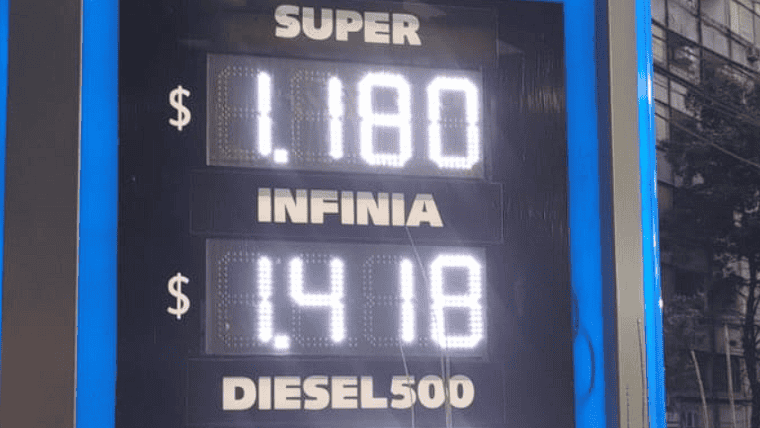 SUPER
$ 1.180
INFINIA
$ 1.418
DIESEL500